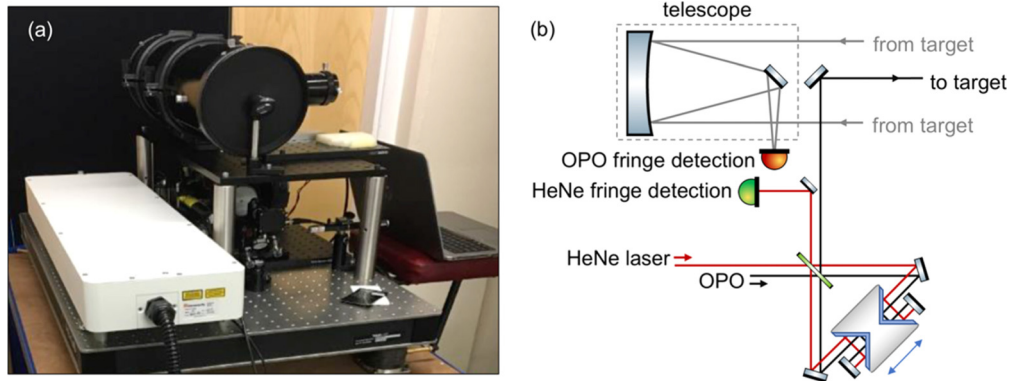 (a)
(b)
telescope
from target
to target
from target
OPO fringe detection
HeNe fringe detection
HeNe laser
OPO